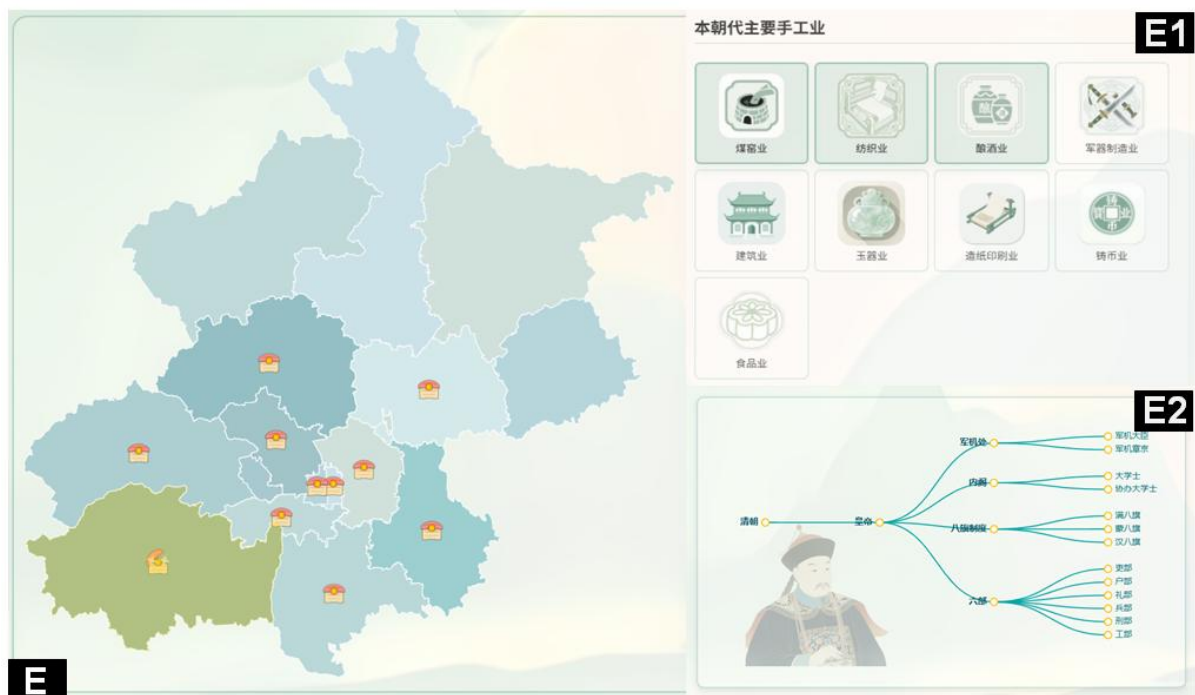 E
本朝代主要手工业
E1
煤窑业
纺织业
酿酒业
军器制造业
建筑业
玉器业
造纸印刷业
铸币业
食品业
E2
清朝
皇帝
军机处
军机大臣
军机章京
内阁
大学士
协办大学士
八旗制度
满八旗
蒙八旗
汉八旗
六部
吏部
户部
礼部
兵部
刑部
工部